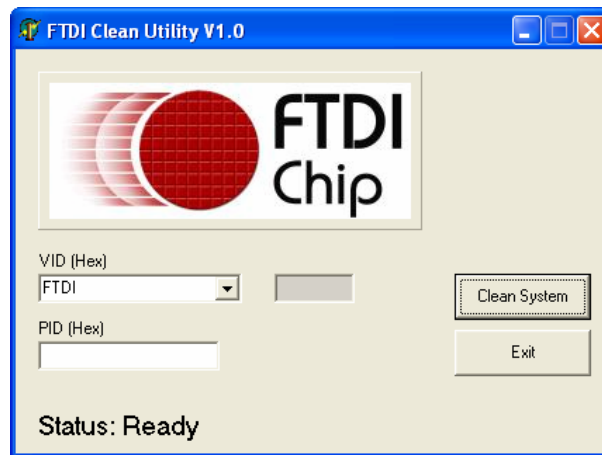 FTDI Clean Utility V1.0
FTDI
Chip
VID (Hex)
FTDI
Clean System
PID (Hex)
Exit
Status: Ready